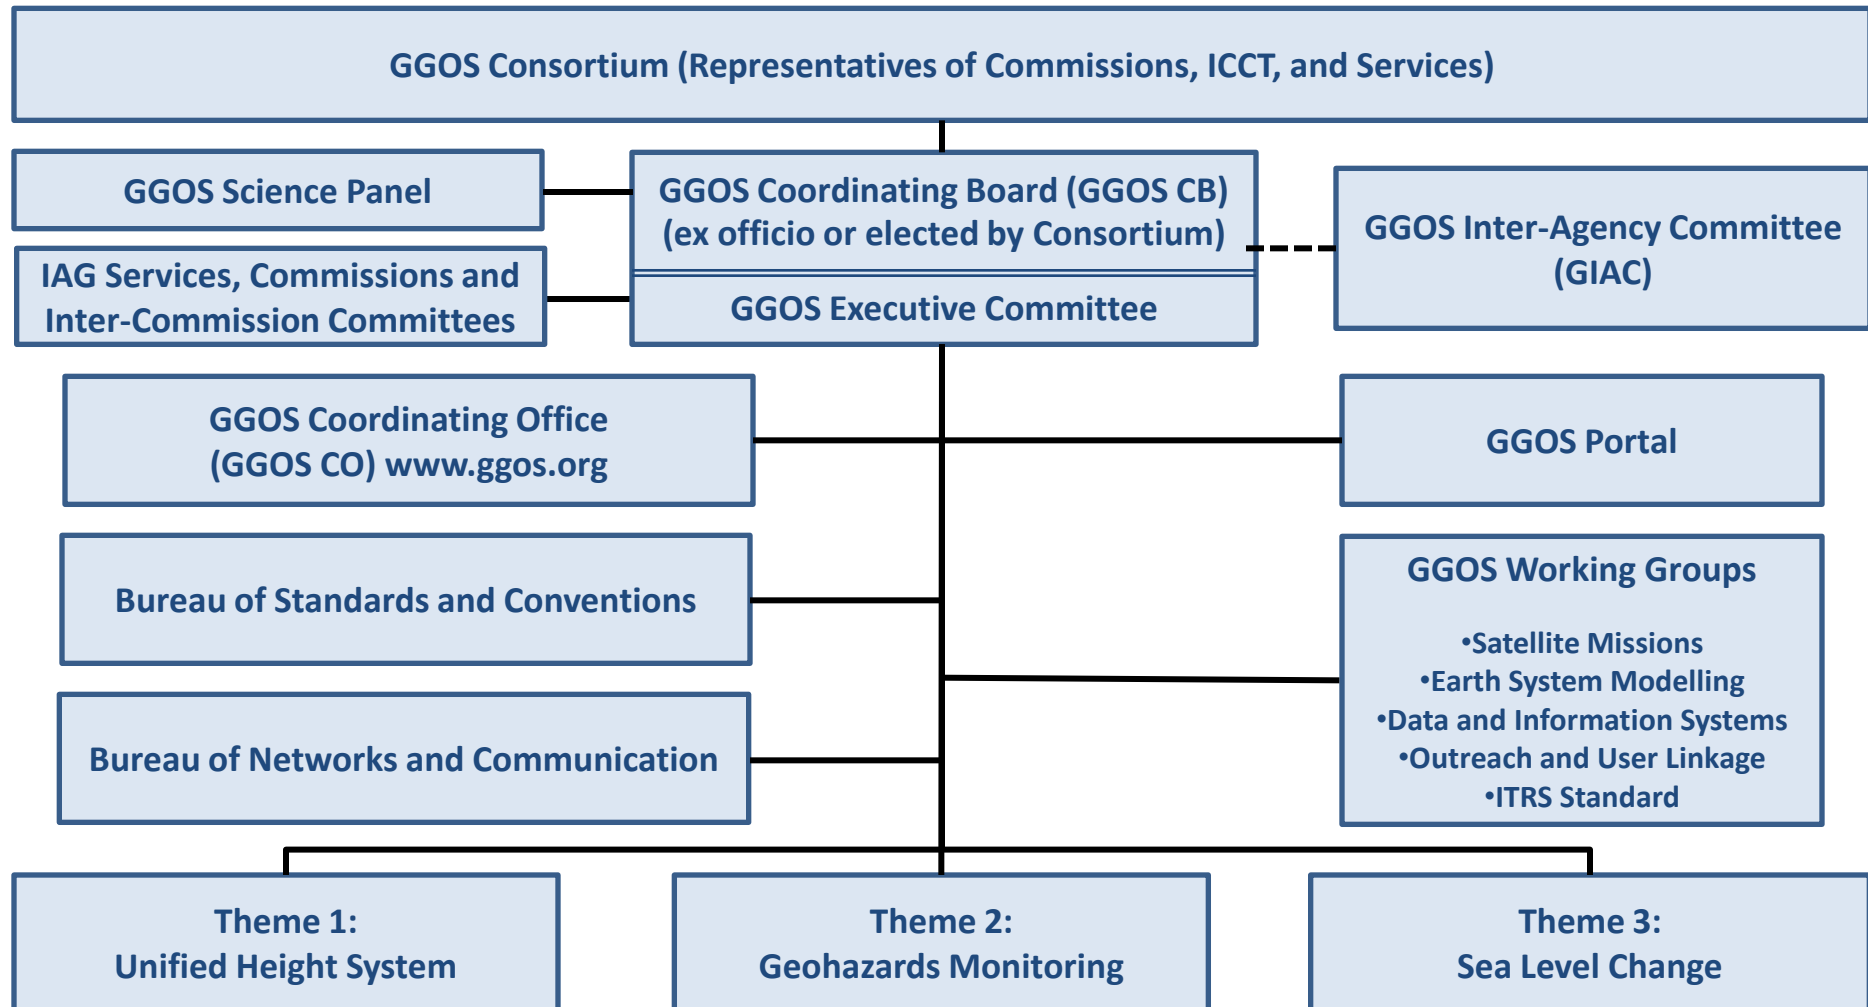 GGOS Consortium (Representatives of Commissions, ICCT, and Services)
GGOS Science Panel
GGOS Coordinating Board (GGOS CB)
(ex officio or elected by Consortium)
GGOS Inter-Agency Committee
(GIAC)
IAG Services, Commissions and
Inter-Commission Committees
GGOS Executive Committee
GGOS Coordinating Office
(GGOS CO) www.ggos.org
GGOS Portal
Bureau of Standards and Conventions
GGOS Working Groups
•Satellite Missions
•Earth System Modelling
•Data and Information Systems
•Outreach and User Linkage
•ITRS Standard
Bureau of Networks and Communication
Theme 1:
Unified Height System
Theme 2:
Geohazards Monitoring
Theme 3:
Sea Level Change